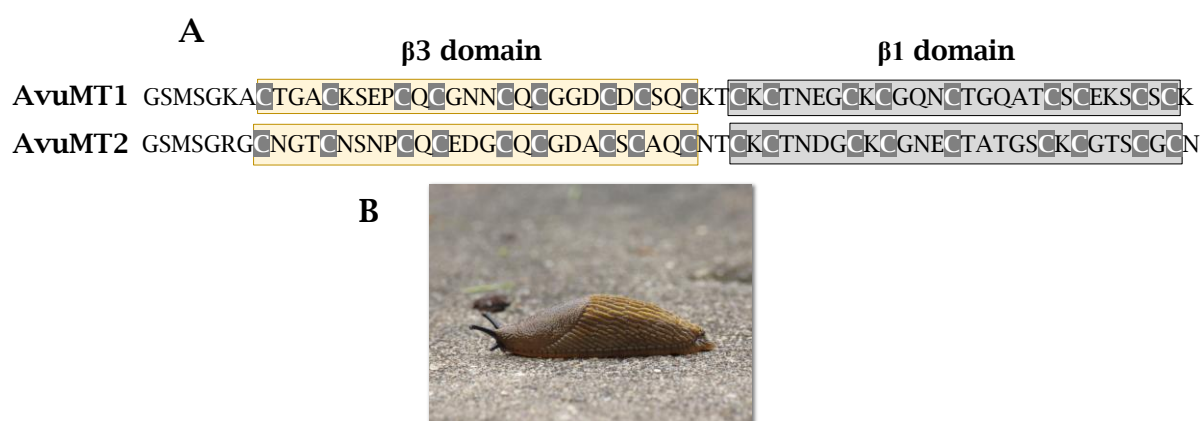 A
β3 domain β1 domain
AvuMT1 GSMSGKACTGACKSEPCQCGNNCQCGGDCDCSQCKTCKCTNEGCKCGQNCTGQATCSCEKSCSCK
AvuMT2 GSMSGRGCNGTCNSNPCQCEDGCQCGDACSCAQCNTCKCTNDGCKCGNECTATGSCKCGTSCGCN
B